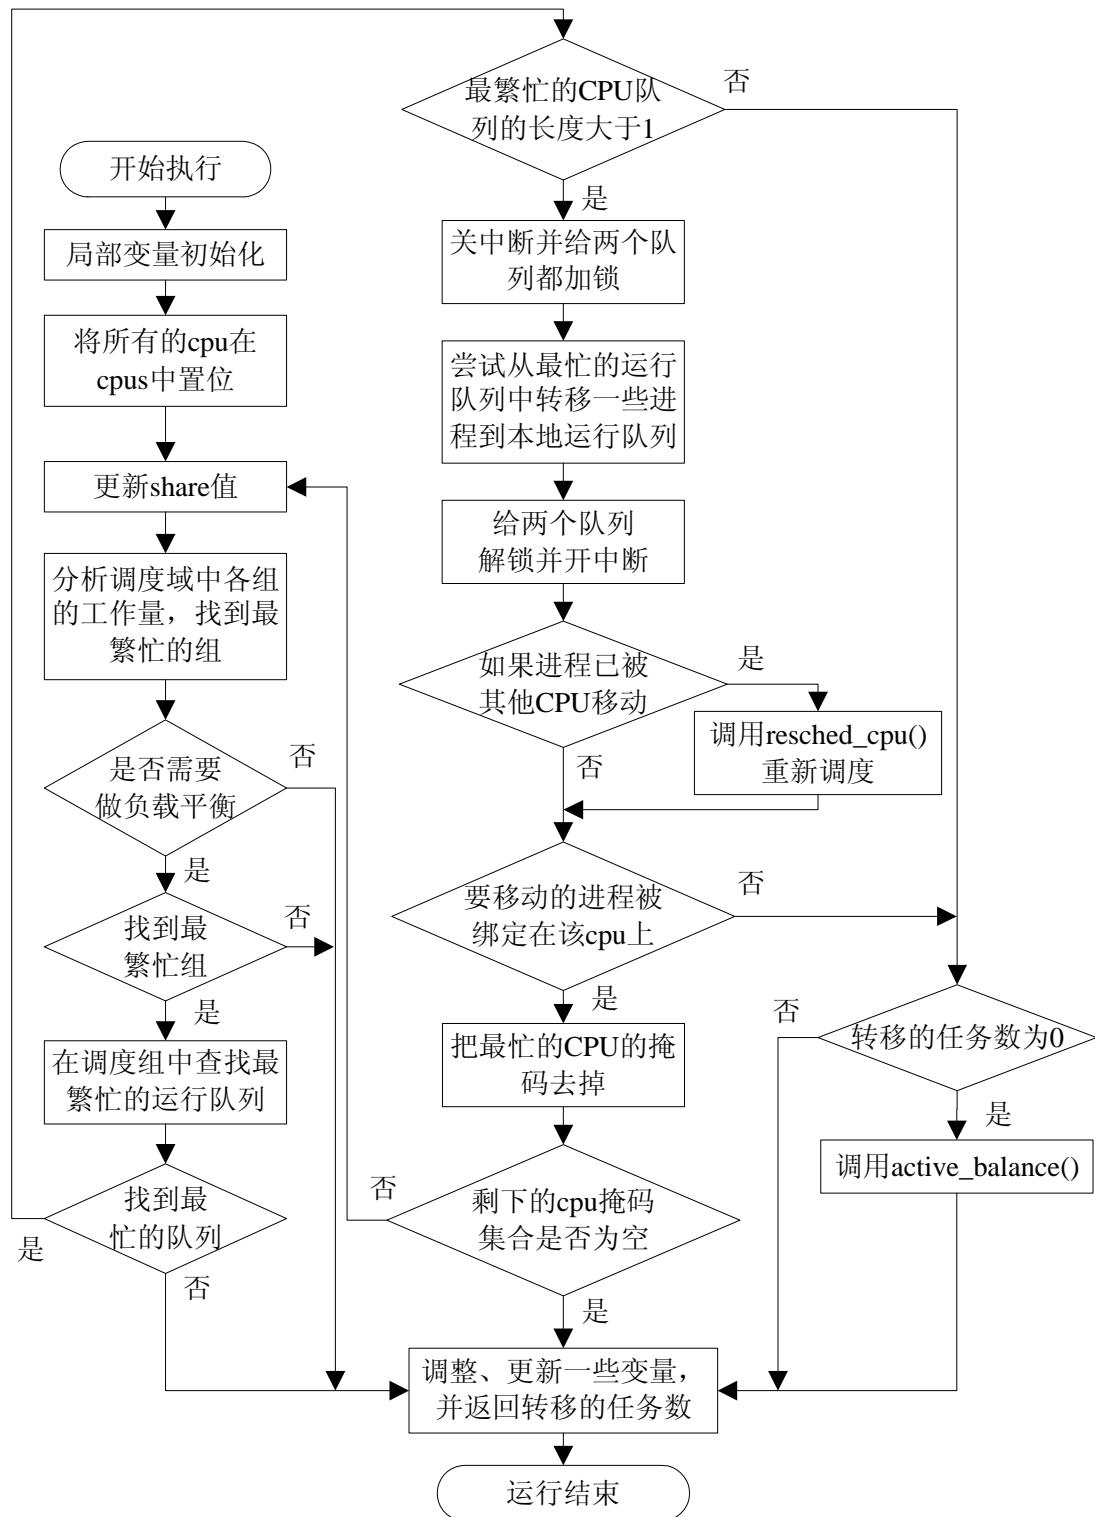 开始执行
局部变量初始化
将所有的cpu在
cpus中置位
更新share值
分析调度域中各组
的工作量，找到最
繁忙的组
是否需要
做负载平衡
否
是
找到最
繁忙组
否
是
在调度组中查找最
繁忙的运行队列
找到最
忙的队列
是
否
最繁忙的CPU队
列的长度大于1
否
是
关中断并给两个队
列都加锁
尝试从最忙的运行
队列中转移一些进
程到本地运行队列
给两个队列
解锁并开中断
如果进程已被
其他CPU移动
是
否
调用resched_cpu()
重新调度
要移动的进程被
绑定在该cpu上
否
是
把最忙的CPU的掩
码去掉
剩下的cpu掩码
集合是否为空
否
是
转移的任务数为0
否
是
调用active_balance()
调整、更新一些变量，
并返回转移的任务数
运行结束